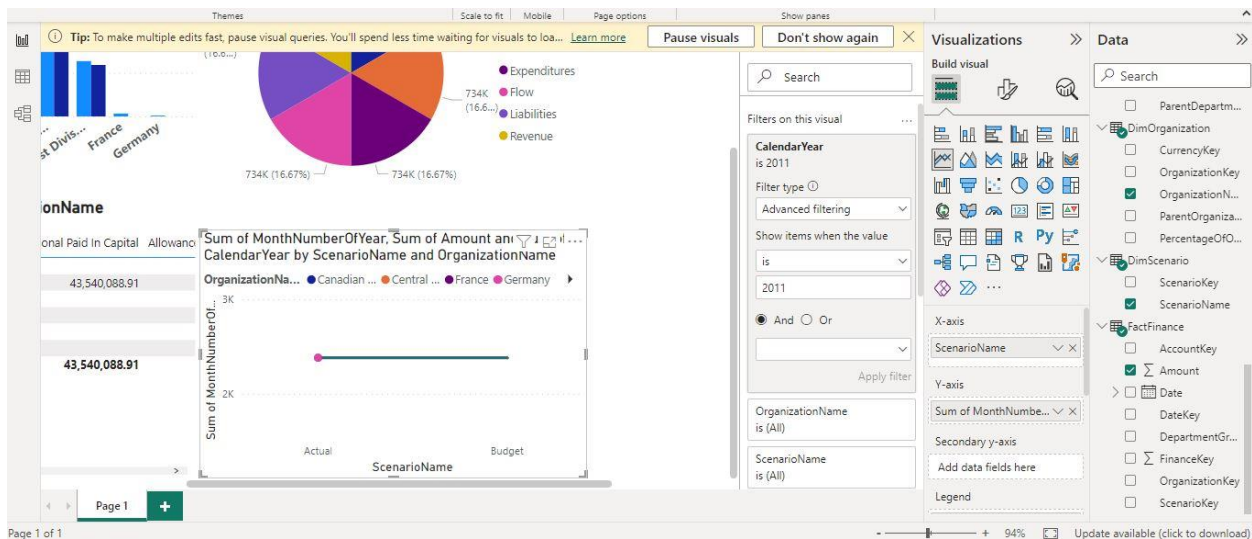 Themes
Scale to fit
Mobile
Page options
Show panes
Tip: To make multiple edits fast, pause visual queries. You'll spend less time waiting for visuals to loa... Learn more
Pause visuals
Don't show again
(16.6...)
Expenditures
Flow
Liabilities
Revenue
734K
(16.6...)
734K (16.67%)
734K (16.67%)
st Divis...
France
Germany
ionName
onal Paid In Capital Allowanc
43,540,088.91
43,540,088.91
Sum of MonthNumberOfYear, Sum of Amount an
CalendarYear by ScenarioName and OrganizationName
OrganizationNa... Canadian ... Central ... France Germany
Sum of MonthNumberOf...
3K
2K
Actual
Budget
ScenarioName
Page 1
Page 1 of 1
Search
Filters on this visual
CalendarYear
is 2011
Filter type
Advanced filtering
Show items when the value
is
2011
And Or
Apply filter
OrganizationName
is (All)
ScenarioName
is (All)
Visualizations
Build visual
123
R Py
X-axis
ScenarioName
Y-axis
Sum of MonthNumbe...
Secondary y-axis
Add data fields here
Legend
Data
Search
ParentDepartm...
DimOrganization
CurrencyKey
OrganizationKey
OrganizationN...
ParentOrganiza...
PercentageOfO...
DimScenario
ScenarioKey
ScenarioName
FactFinance
AccountKey
∑ Amount
Date
DateKey
DepartmentGr...
∑ FinanceKey
OrganizationKey
ScenarioKey
- + 94%
Update available (click to download)